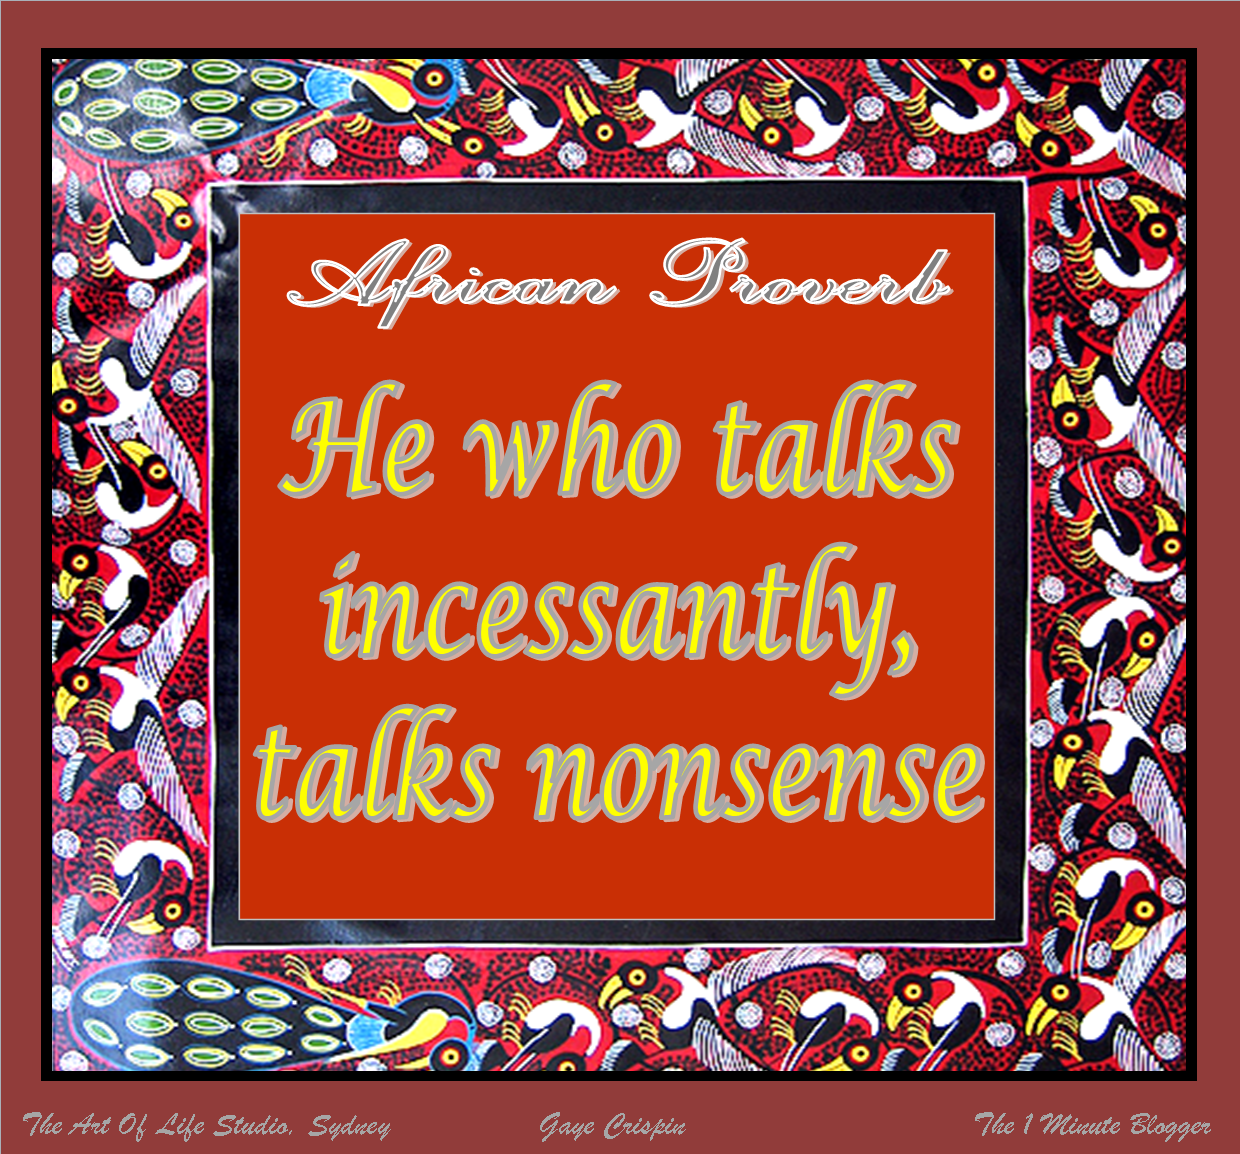 African Proverb
He who talks
incessantly,
talks nonsense
The Art Of Life Studio, Sydney
Gaye Crispin
The 1 Minute Blogger